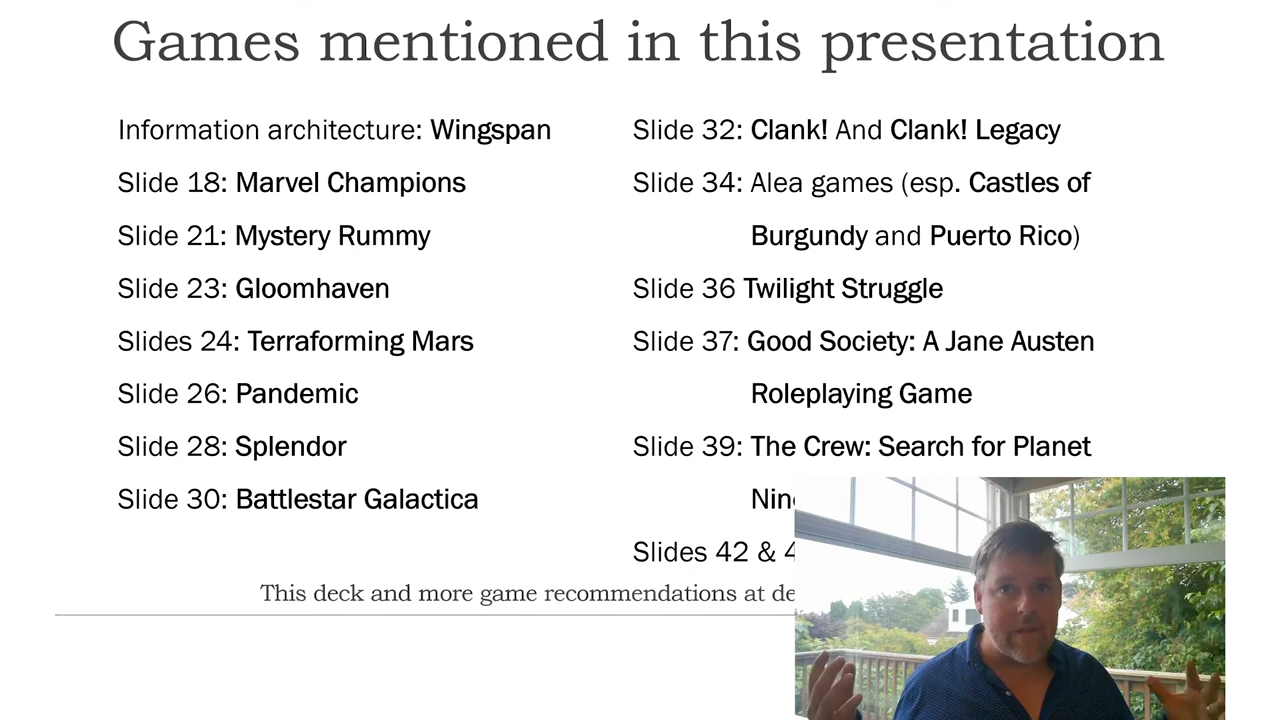 Games mentioned in this presentation
Information architecture: Wingspan
Slide 18: Marvel Champions
Slide 21: Mystery Rummy
Slide 23: Gloomhaven
Slides 24: Terraforming Mars
Slide 26: Pandemic
Slide 28: Splendor
Slide 30: Battlestar Galactica
Slide 32: Clank! And Clank! Legacy
Slide 34: Alea games (esp. Castles of
Burgundy and Puerto Rico)
Slide 36 Twilight Struggle
Slide 37: Good Society: A Jane Austen
Roleplaying Game
Slide 39: The Crew: Search for Planet
Slides 42 &
This deck and more game recommendations at